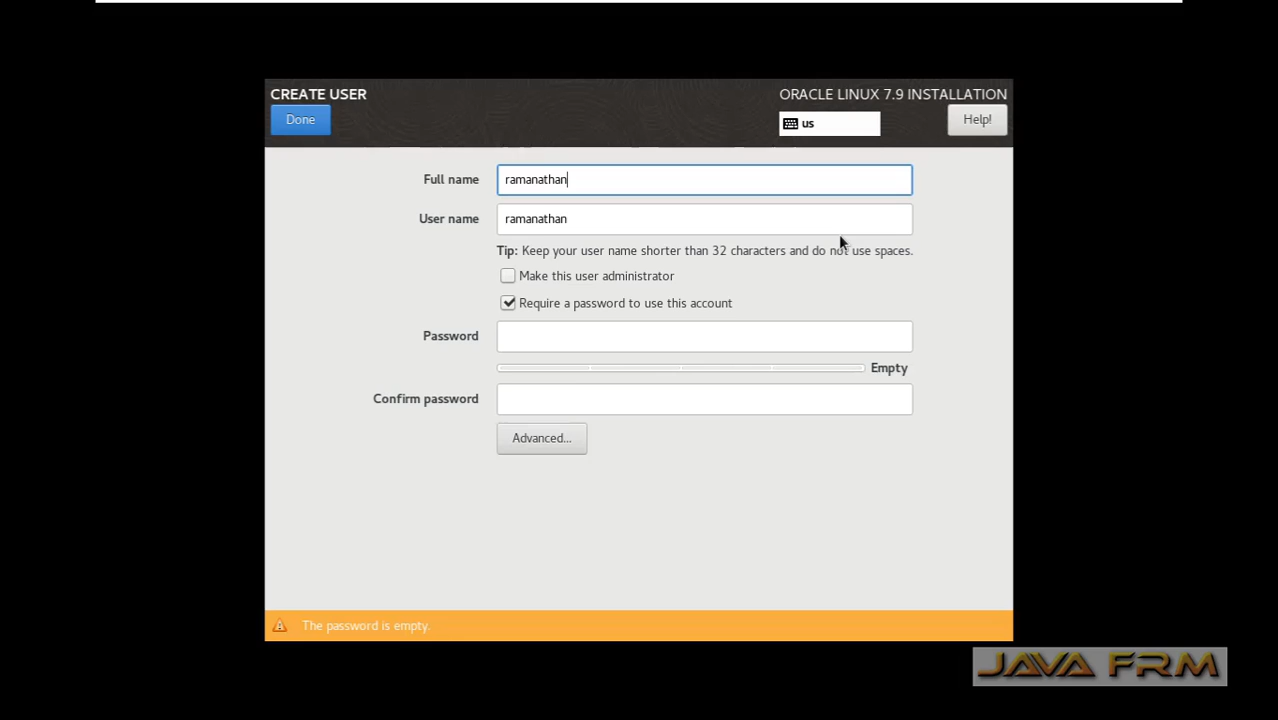 CREATE USER
ORACLE LINUX 7.9 INSTALLATION
Done
us
Help!
Full name
ramanathan
User name
ramanathan
Tip: Keep your user name shorter than 32 characters and do not use spaces.
Make this user administrator
Require a password to use this account
Password
Empty
Confirm password
Advanced...
The password is empty.
JAVA FRM